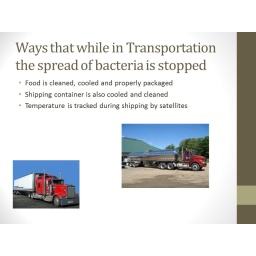 Ways that while in Transportation
the spread of bacteria is stopped
• Food is cleaned, cooled and properly packaged
• Shipping container is also cooled and cleaned
• Temperature is tracked during shipping by satellites